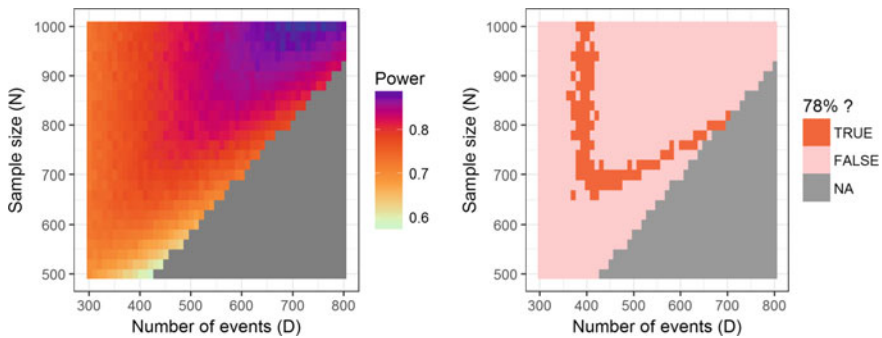 1000
900
800
700
600
500
Sample size (N)
300 400 500 600 700 800
Number of events (D)
Power
0.8
0.7
0.6
1000
900
800
700
600
500
Sample size (N)
300 400 500 600 700 800
Number of events (D)
78% ?
TRUE
FALSE
NA